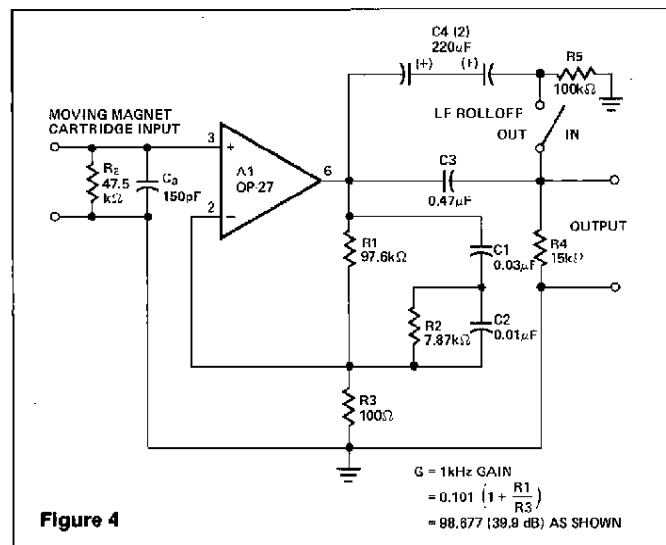 C4 (2)
220µF
(+) (+)
R5
100kΩ
LF ROLLOFF
OUT IN
MOVING MAGNET
CARTRIDGE INPUT
3
+
A1
OP-27
6
2
−
Ra
47.5
kΩ
Ca
150pF
C3
0.47µF
OUTPUT
R4
15kΩ
R1
97.6kΩ
C1
0.03µF
R2
7.87kΩ
C2
0.01µF
R3
100Ω
G = 1kHz GAIN
= 0.101 (1 + R1/R3)
= 98.677 (39.9 dB) AS SHOWN
Figure 4